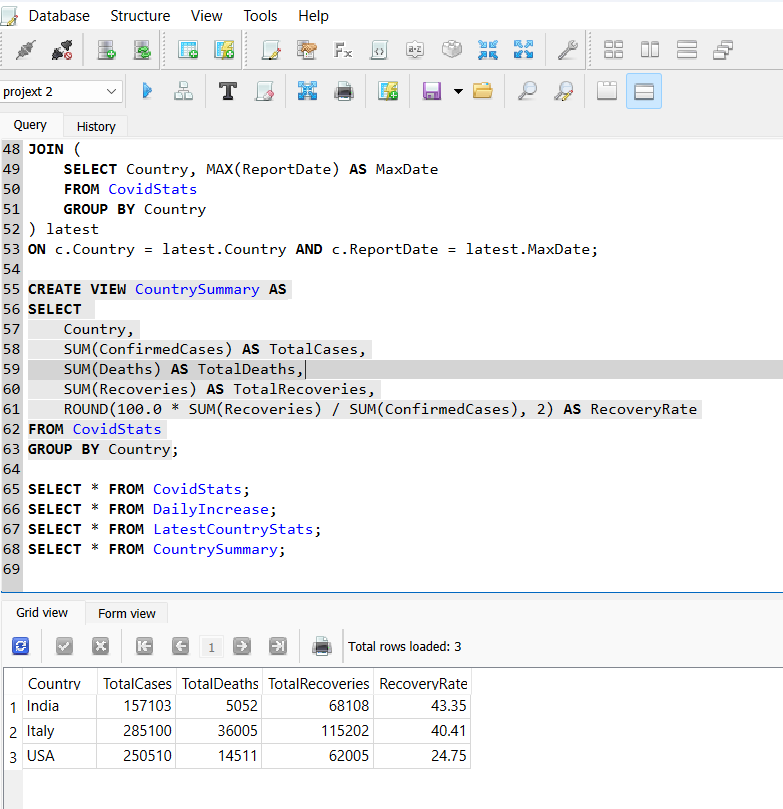 Database Structure View Tools Help
projext 2
Query History
48 JOIN (
49     SELECT Country, MAX(ReportDate) AS MaxDate
50     FROM CovidStats
51     GROUP BY Country
52 ) latest
53 ON c.Country = latest.Country AND c.ReportDate = latest.MaxDate;
54
55 CREATE VIEW CountrySummary AS
56 SELECT
57     Country,
58     SUM(ConfirmedCases) AS TotalCases,
59     SUM(Deaths) AS TotalDeaths,
60     SUM(Recoveries) AS TotalRecoveries,
61     ROUND(100.0 * SUM(Recoveries) / SUM(ConfirmedCases), 2) AS RecoveryRate
62 FROM CovidStats
63 GROUP BY Country;
64
65 SELECT * FROM CovidStats;
66 SELECT * FROM DailyIncrease;
67 SELECT * FROM LatestCountryStats;
68 SELECT * FROM CountrySummary;
69
Grid view Form view
1 Total rows loaded: 3
Country TotalCases TotalDeaths TotalRecoveries RecoveryRate
1 India 157103 5052 68108 43.35
2 Italy 285100 36005 115202 40.41
3 USA 250510 14511 62005 24.75